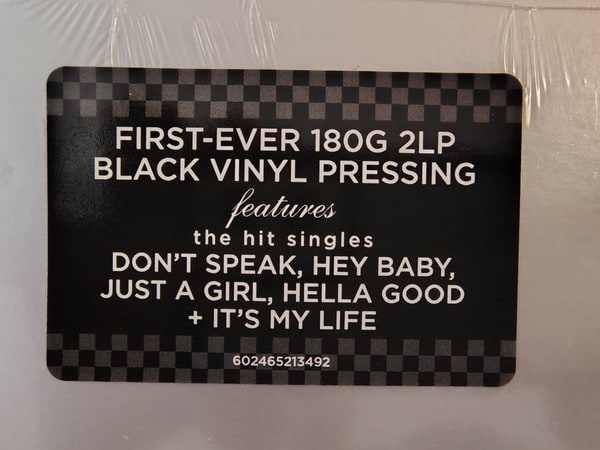 FIRST-EVER 180G 2LP
BLACK VINYL PRESSING
features
the hit singles
DON'T SPEAK, HEY BABY,
JUST A GIRL, HELLA GOOD
+ IT'S MY LIFE
602465213492